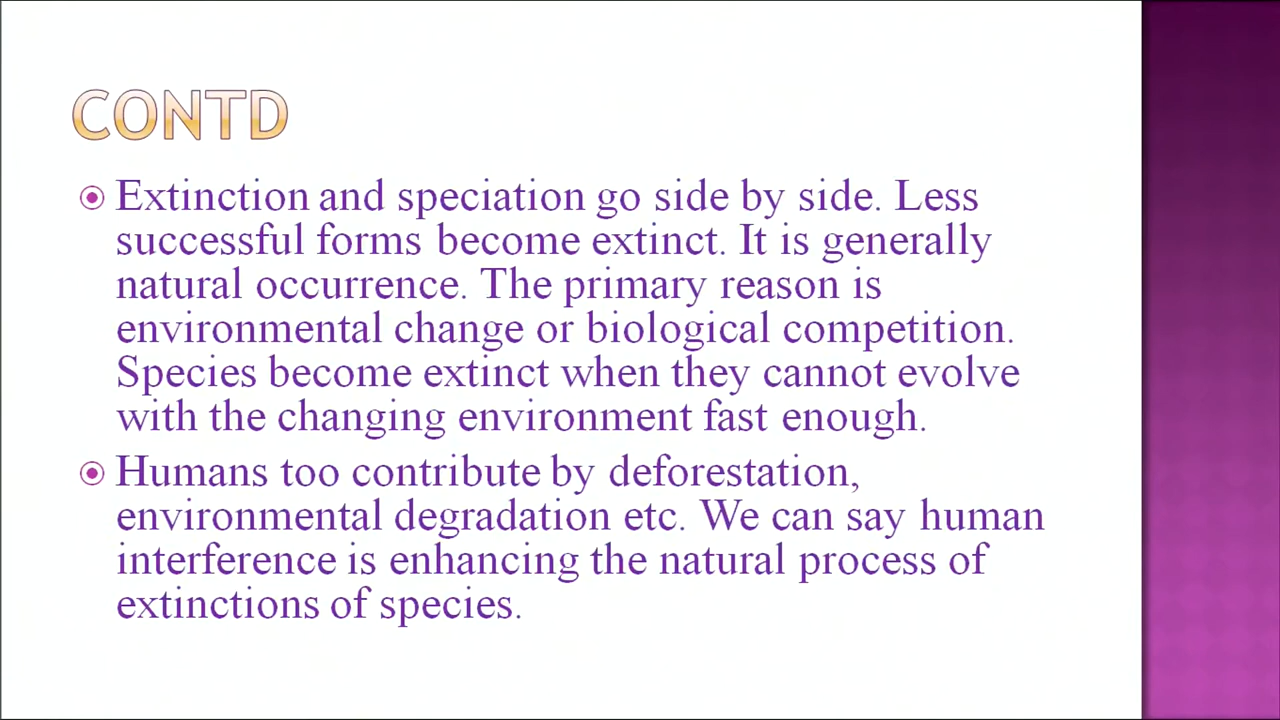 CONTD
Extinction and speciation go side by side. Less
successful forms become extinct. It is generally
natural occurrence. The primary reason is
environmental change or biological competition.
Species become extinct when they cannot evolve
with the changing environment fast enough.
Humans too contribute by deforestation,
environmental degradation etc. We can say human
interference is enhancing the natural process of
extinctions of species.